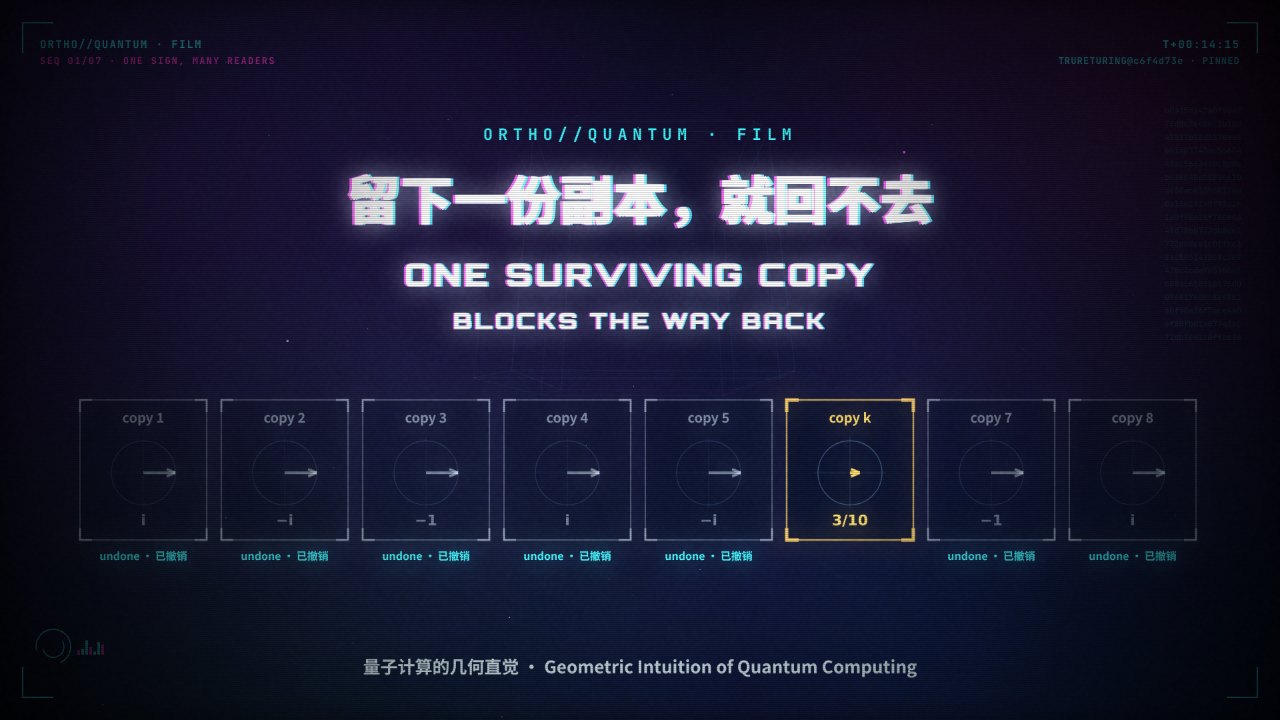 ORTHO//QUANTUM · FILM
SEQ 01/07 · ONE SIGN, MANY READERS
T+00:14:15
TRURETURING@c6f4d73e · PINNED
ORTHO//QUANTUM · FILM
留下一份副本，就回不去
ONE SURVIVING COPY
BLOCKS THE WAY BACK
copy 1
copy 2
copy 3
copy 4
copy 5
copy k
copy 7
copy 8
i
−i
−1
i
−i
3/10
−1
i
undone · 已撤销
undone · 已撤销
undone · 已撤销
undone · 已撤销
undone · 已撤销
undone · 已撤销
undone · 已撤销
量子计算的几何直觉 · Geometric Intuition of Quantum Computing